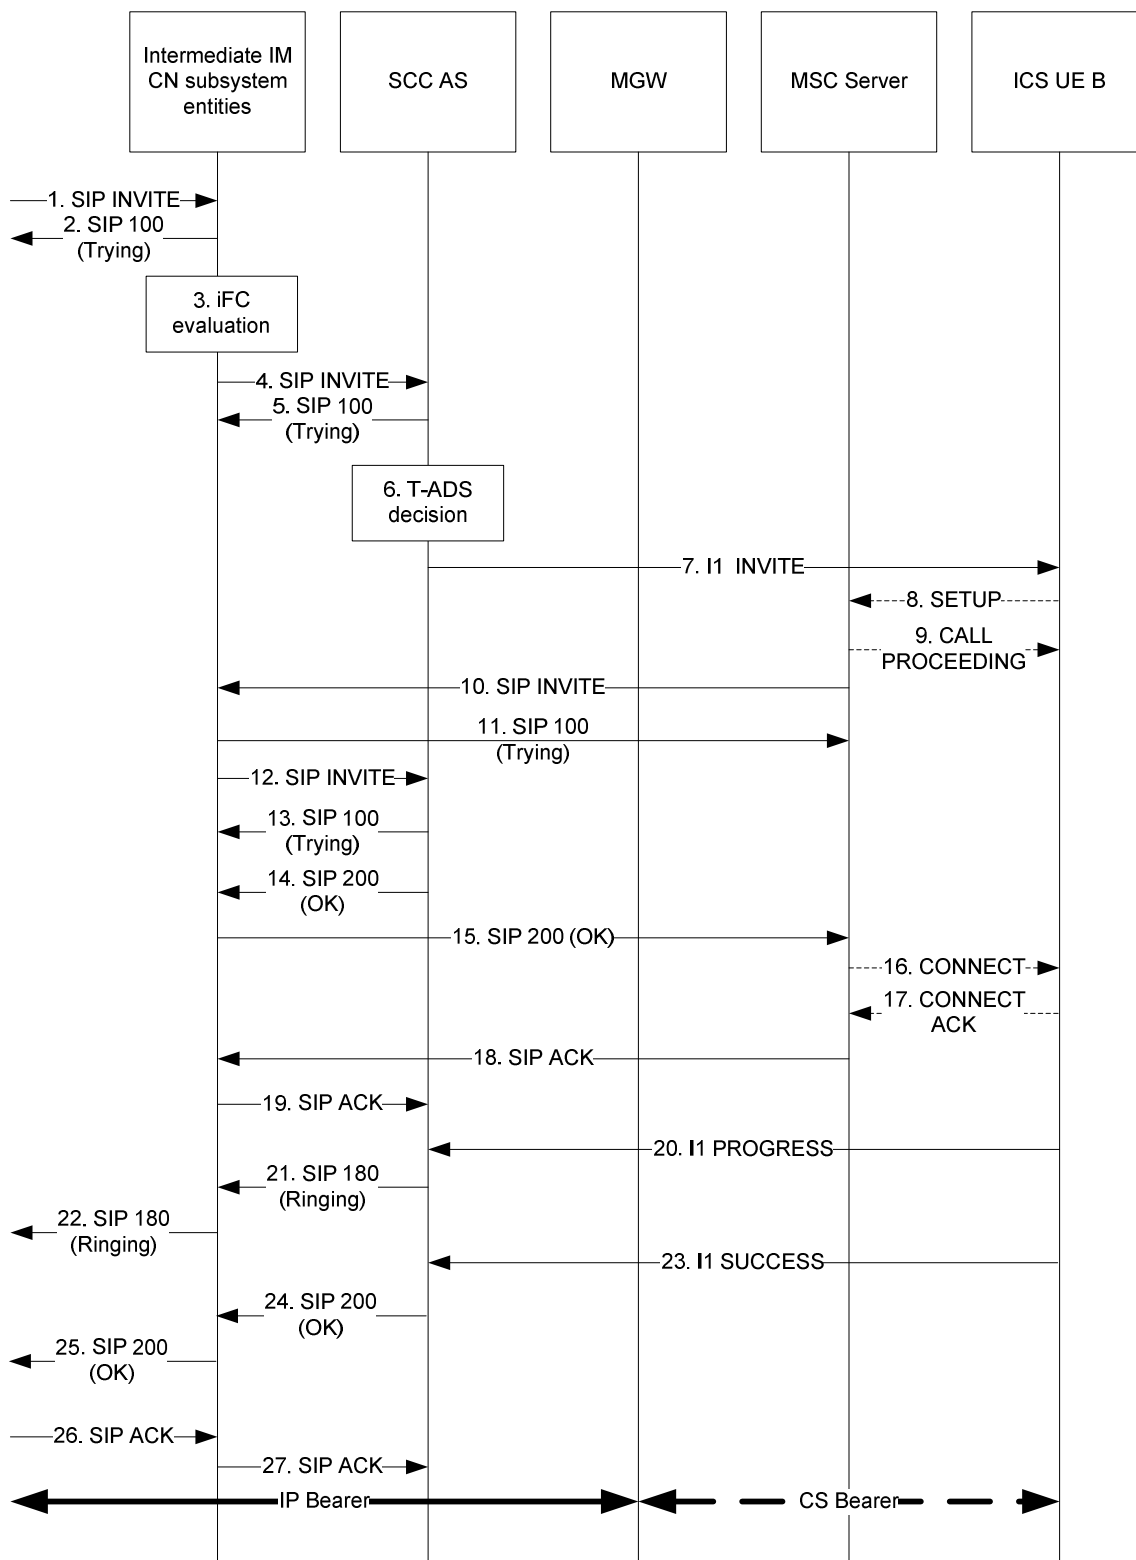 Intermediate IM
CN subsystem
entities
SCC AS
MGW
MSC Server
ICS UE B
1. SIP INVITE
2. SIP 100
(Trying)
3. iFC
evaluation
4. SIP INVITE
5. SIP 100
(Trying)
6. T-ADS
decision
7. I1 INVITE
8. SETUP
9. CALL
PROCEEDING
10. SIP INVITE
11. SIP 100
(Trying)
12. SIP INVITE
13. SIP 100
(Trying)
14. SIP 200
(OK)
15. SIP 200 (OK)
16. CONNECT
17. CONNECT
ACK
18. SIP ACK
19. SIP ACK
20. I1 PROGRESS
21. SIP 180
(Ringing)
22. SIP 180
(Ringing)
23. I1 SUCCESS
24. SIP 200
(OK)
25. SIP 200
(OK)
26. SIP ACK
27. SIP ACK
IP Bearer
CS Bearer